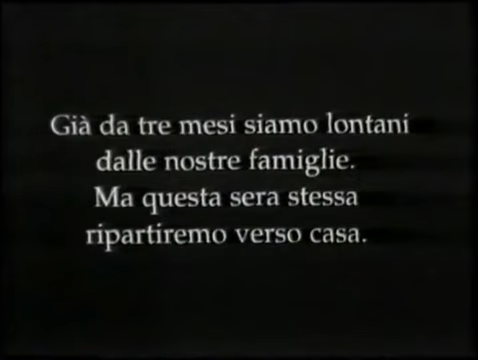 Già da tre mesi siamo lontani
dalle nostre famiglie.
Ma questa sera stessa
ripartiremo verso casa.